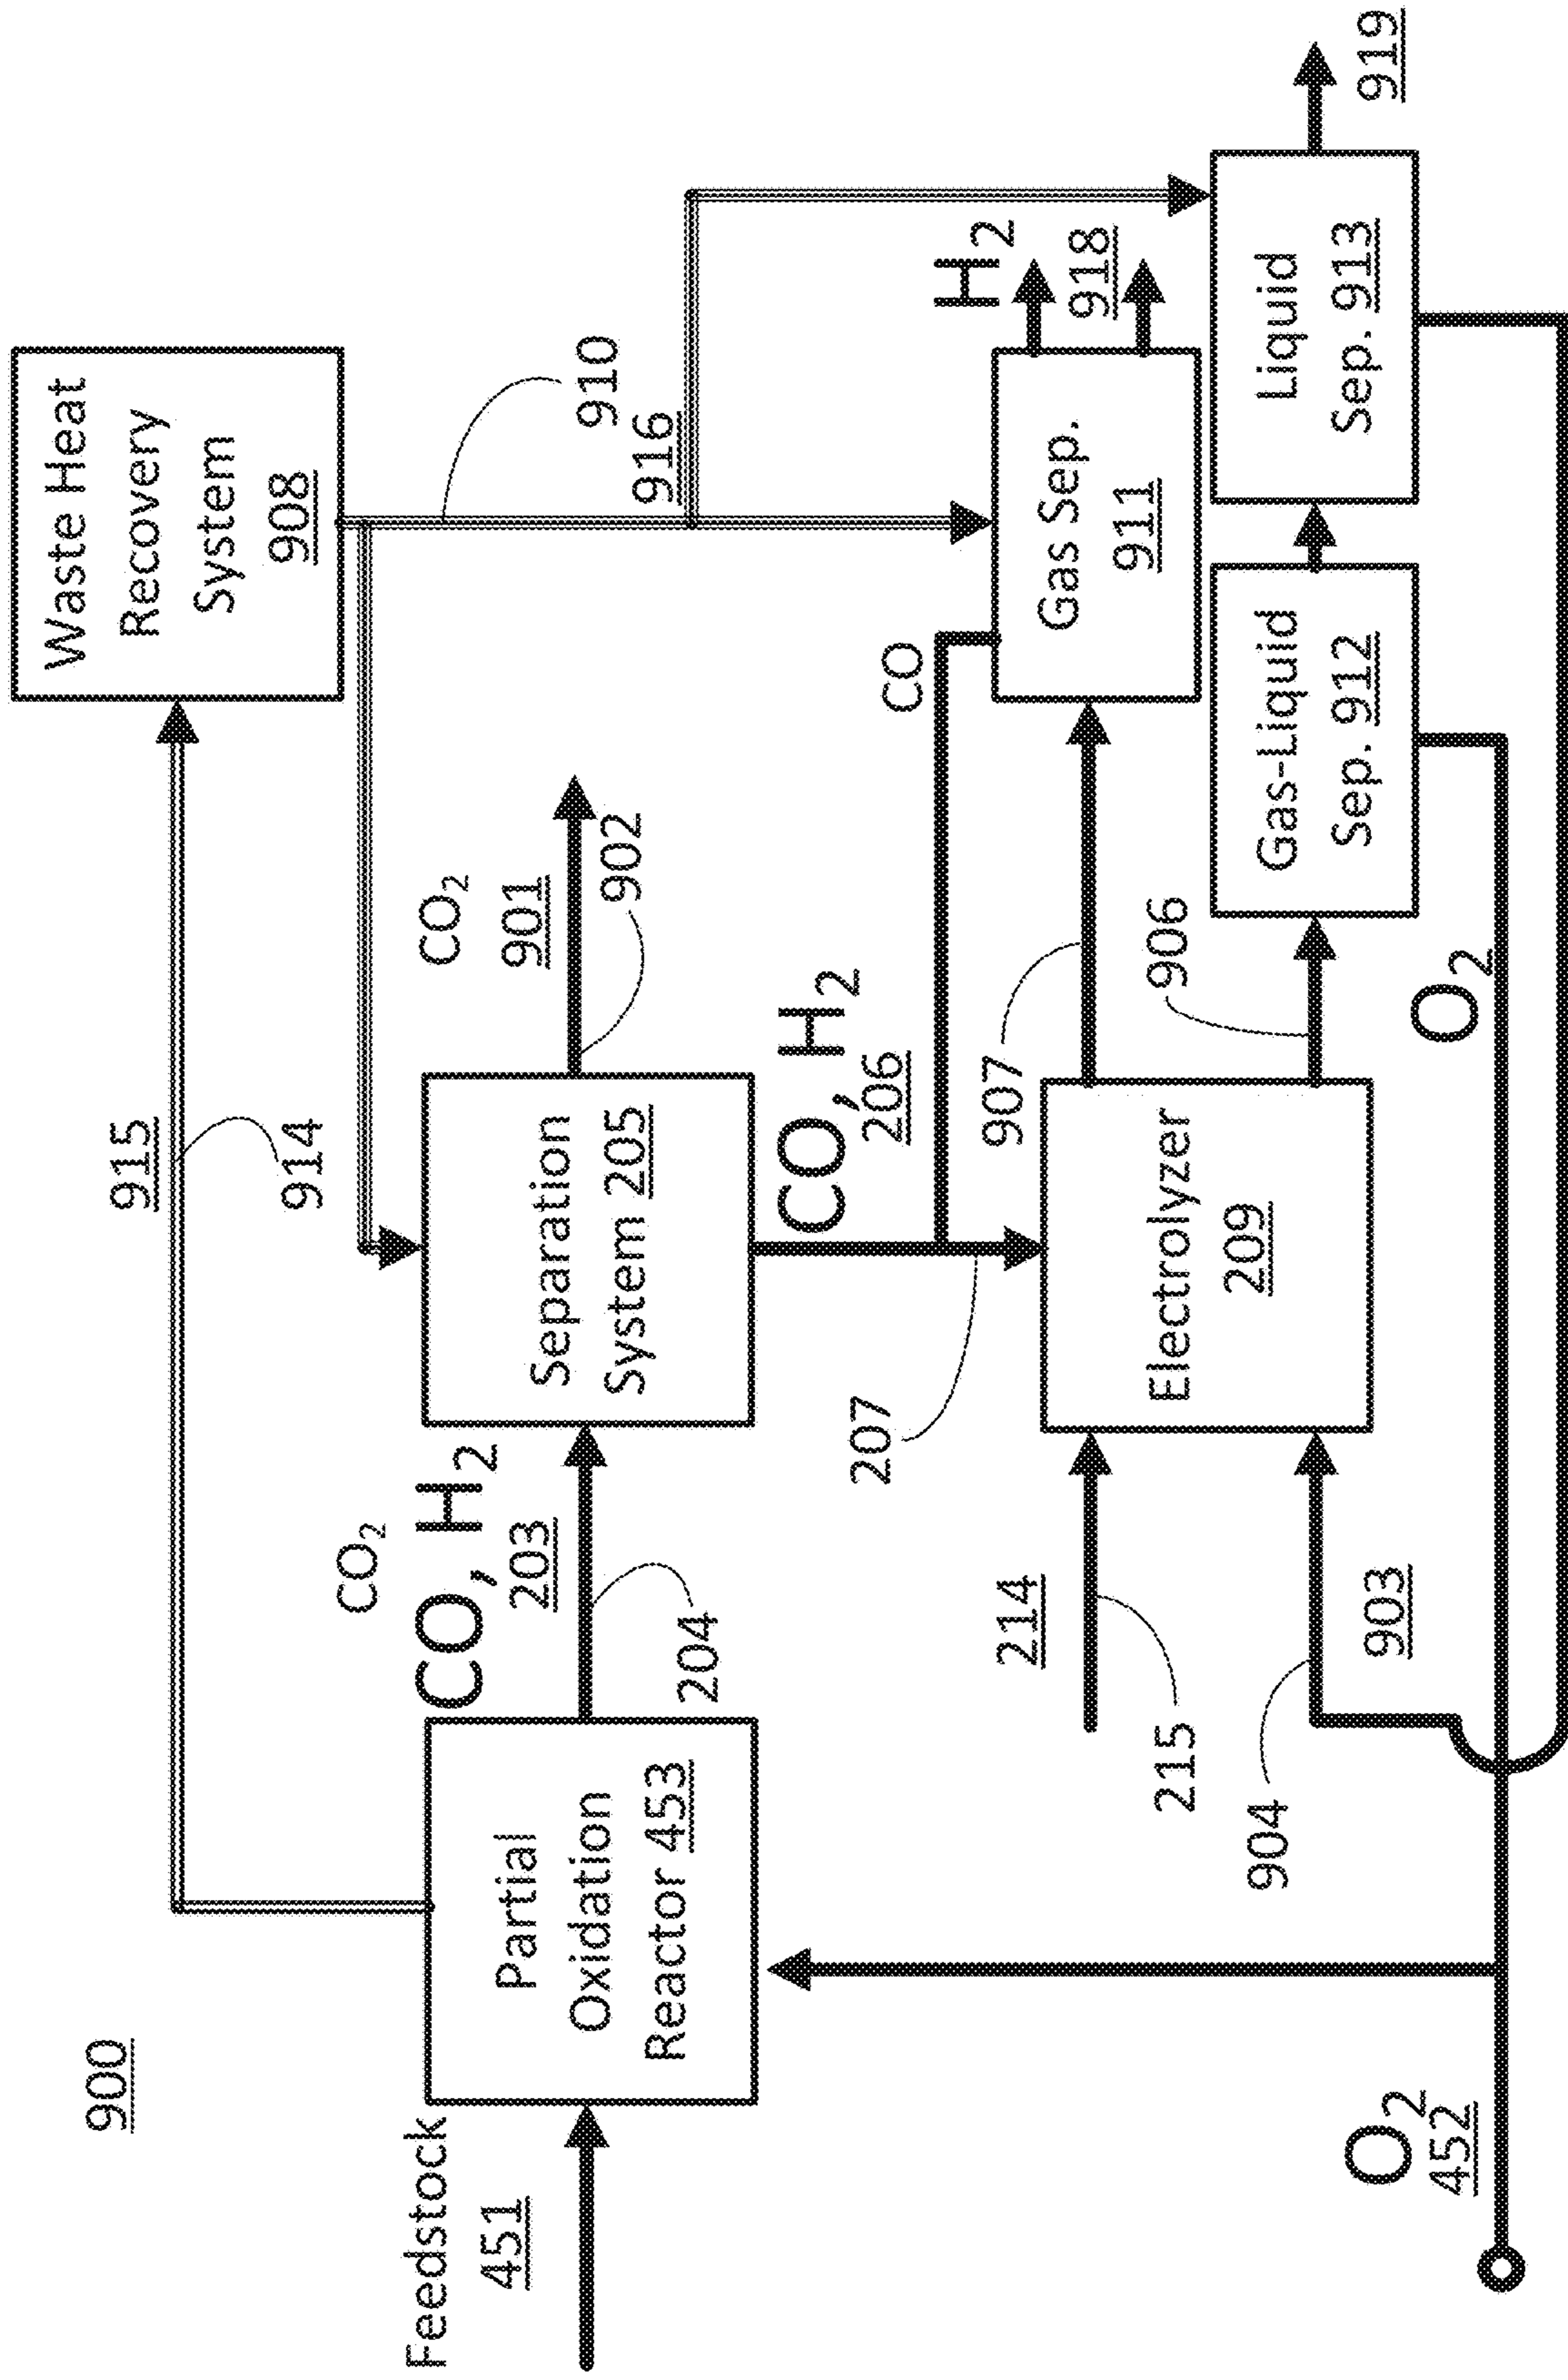 900
Feedstock
451
Partial
Oxidation
Reactor 453
915
914
CO₂
CO, H₂
203
204
Separation
System 205
CO₂
901
902
Waste Heat
Recovery
System
908
910
916
CO, H₂
206
207
CO
Gas Sep.
911
H₂
918
214
215
Electrolyzer
209
907
906
903
904
Gas-Liquid
Sep. 912
Liquid
Sep. 913
919
O₂
O₂
452